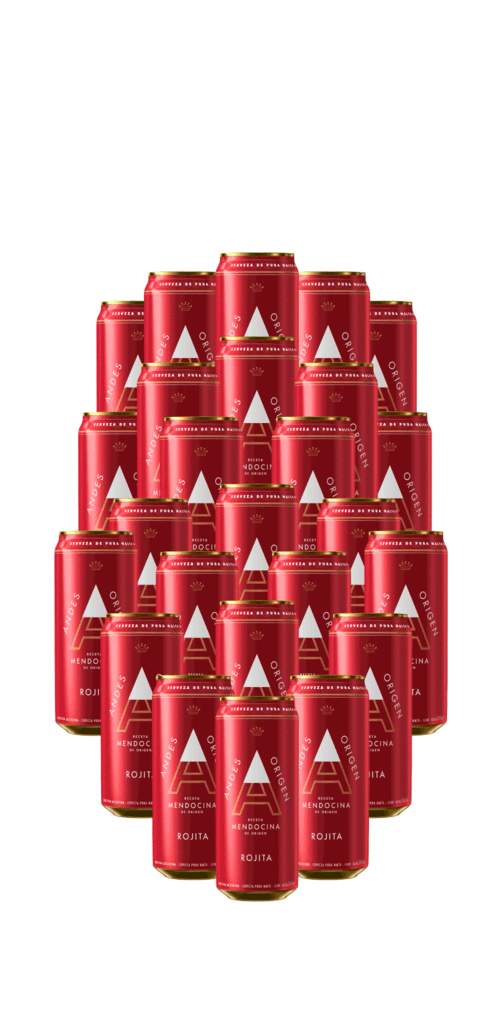 CERVEZA DE PURA MALTA
ANDES ORIGEN
RECETA
MENDOCINA
DE ORIGEN
ROJITA